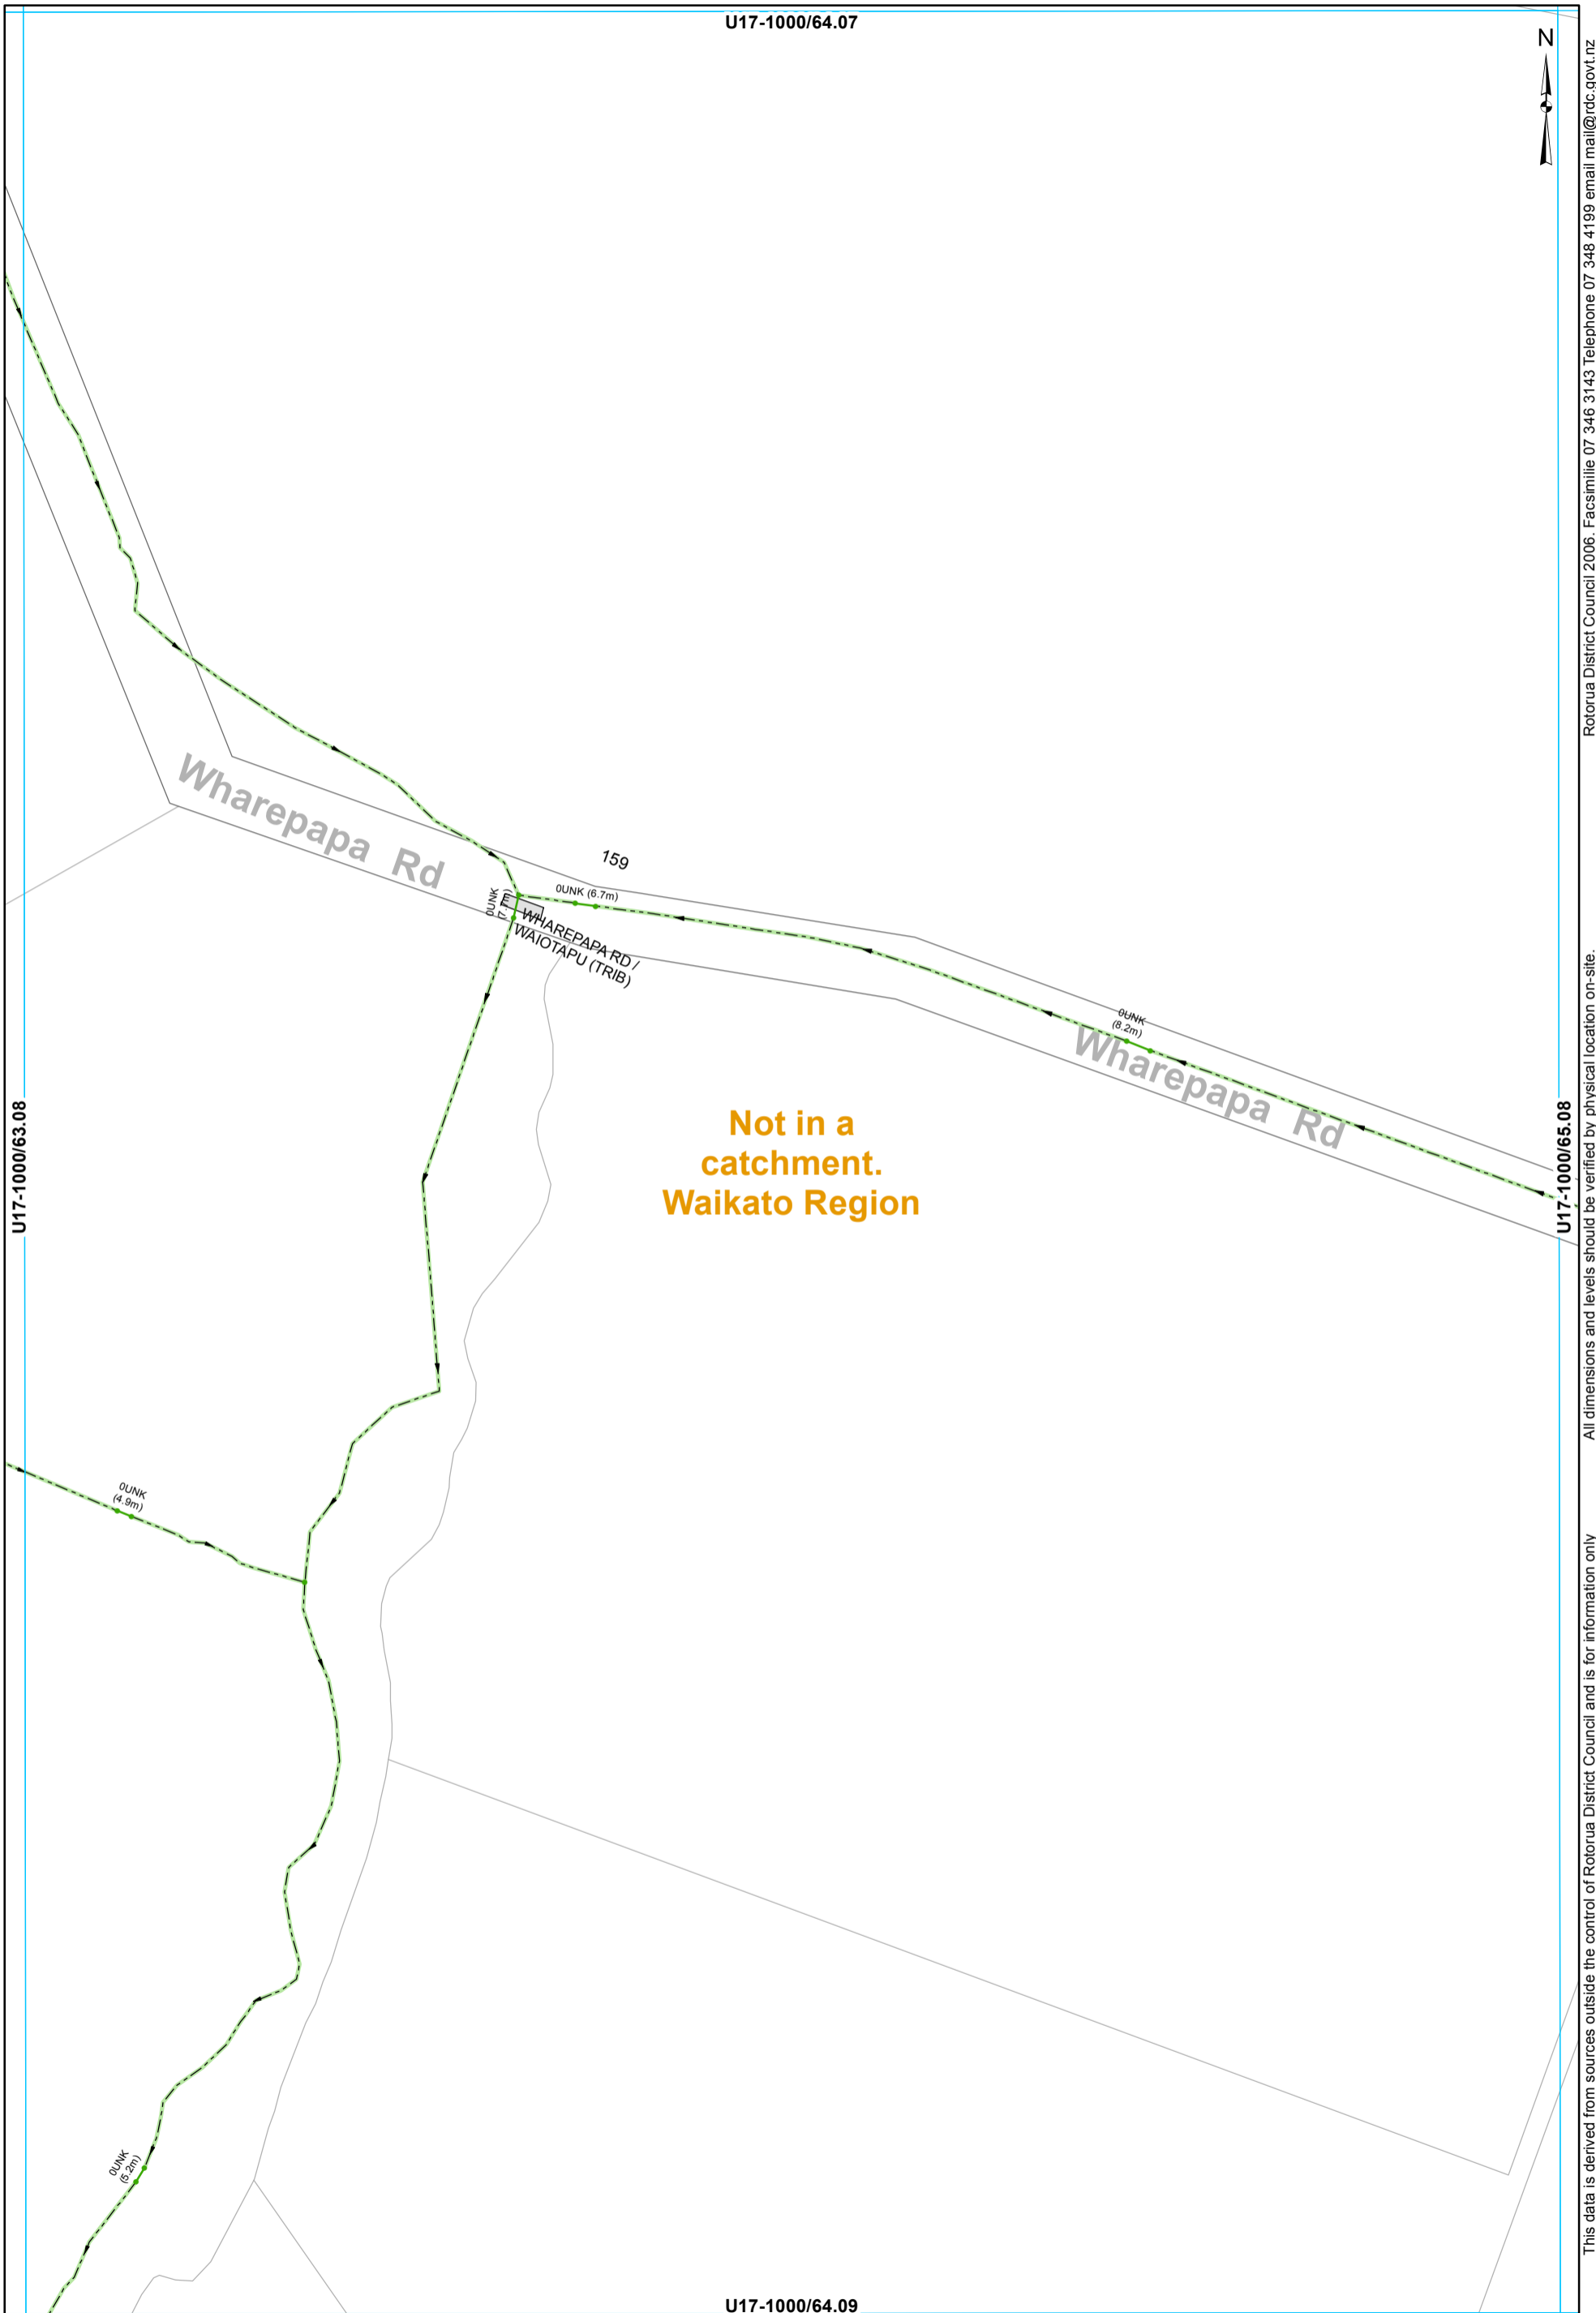 U17-1000/64.07
N
Wharepapa Rd
159
0UNK (6.7m)
0UNK
WHAREPAPA RD /
WAIOTAPU (TRIB)
0UNK
(8.2m)
Wharepapa Rd
Not in a
catchment.
Waikato Region
U17-1000/63.08
U17-1000/65.08
0UNK
(4.9m)
0UNK
(5.2m)
U17-1000/64.09
This data is derived from sources outside the control of Rotorua District Council and is for information only
All dimensions and levels should be verified by physical location on-site.
Rotorua District Council 2006. Facsimilie 07 346 3143 Telephone 07 348 4199 email mail@rdc.govt.nz